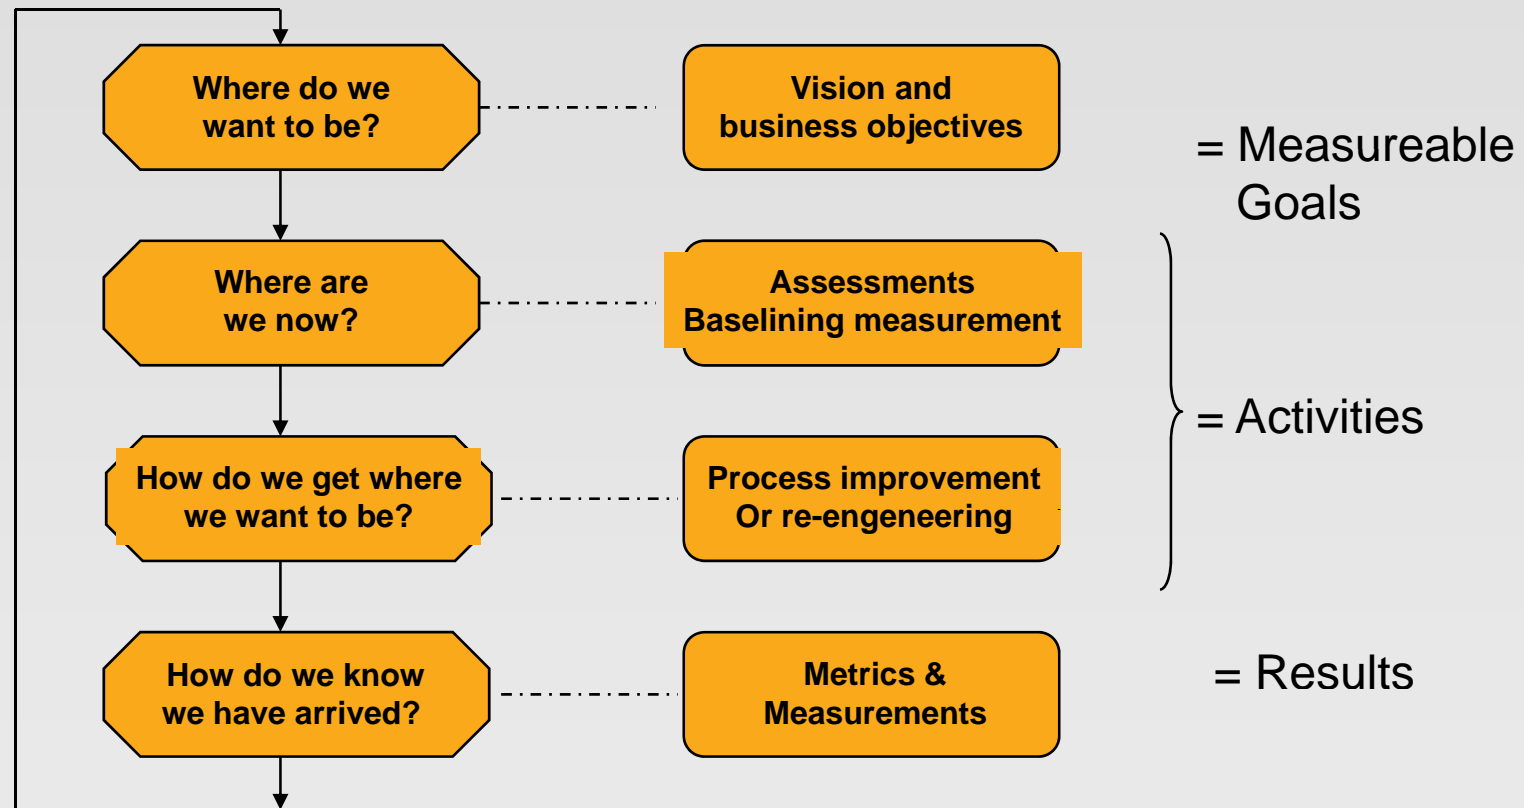 Where do we
want to be?
Vision and
business objectives
= Measureable
Goals
Where are
we now?
Assessments
Baselining measurement
= Activities
How do we get where
we want to be?
Process improvement
Or re-engeneering
How do we know
we have arrived?
Metrics &
Measurements
= Results